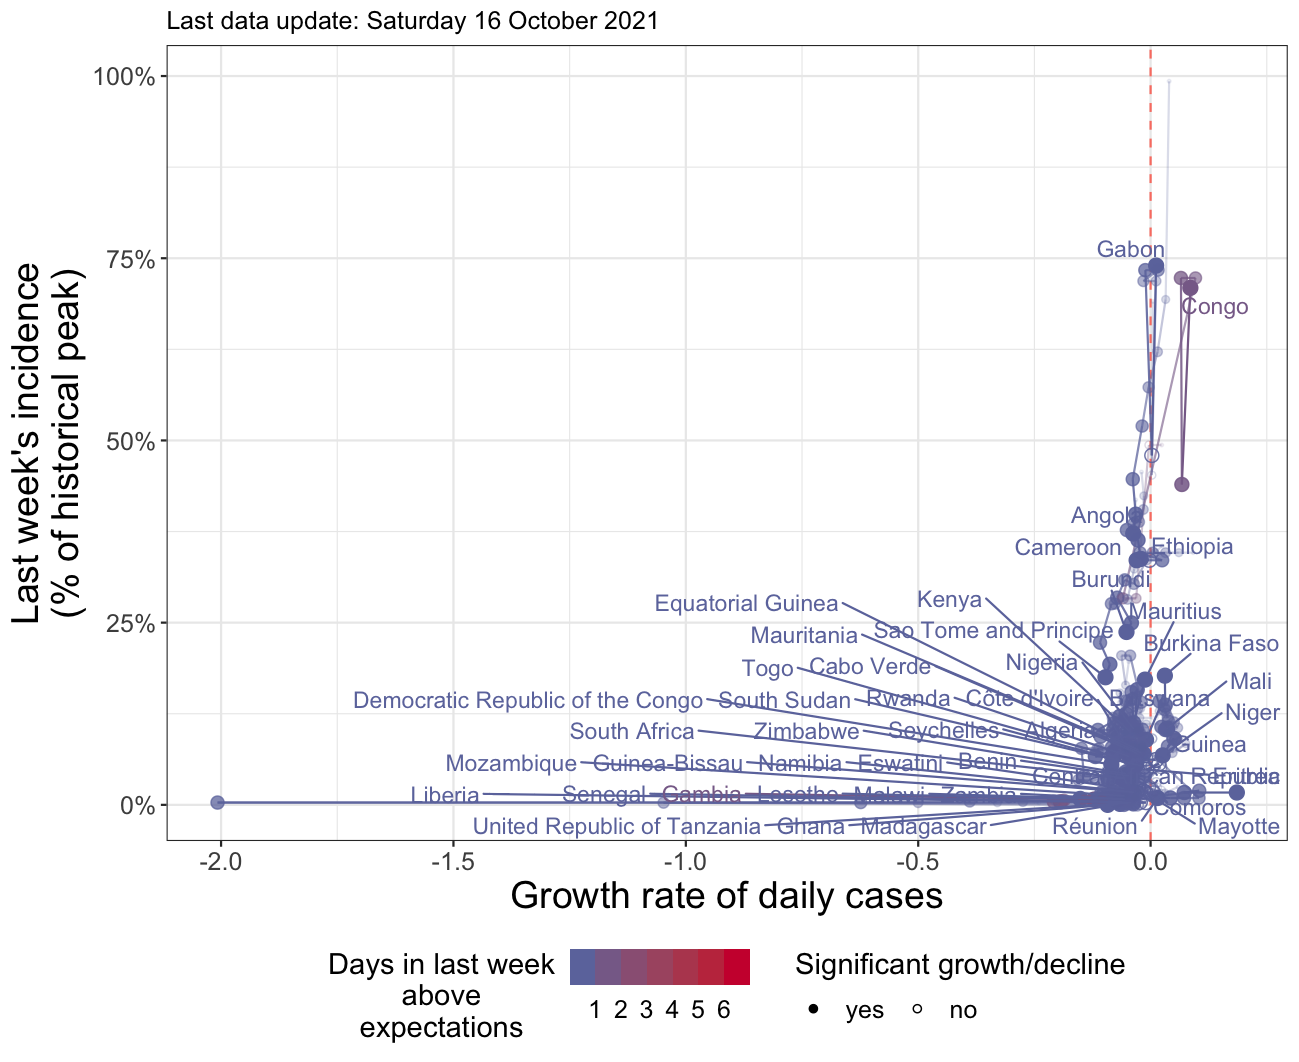 Last data update: Saturday 16 October 2021
Last week's incidence
(% of historical peak)
100%
75%
50%
25%
0%
Gabon
Congo
Angola
Cameroon
Ethiopia
Burundi
Equatorial Guinea
Kenya
Mauritius
Mauritania
Sao Tome and Principe
Burkina Faso
Togo
Cabo Verde
Nigeria
Mali
Democratic Republic of the Congo
South Sudan
Rwanda
Côte d'Ivoire
Botswana
Niger
South Africa
Zimbabwe
Seychelles
Algeria
Guinea
Mozambique
Guinea-Bissau
Namibia
Eswatini
Benin
Central African Republic
Eritrea
Liberia
Senegal
Gambia
Lesotho
Malawi
Zambia
Comoros
United Republic of Tanzania
Ghana
Madagascar
Réunion
Mayotte
-2.0
-1.5
-1.0
-0.5
0.0
Growth rate of daily cases
Days in last week
above
expectations
1 2 3 4 5 6
Significant growth/decline
yes
no